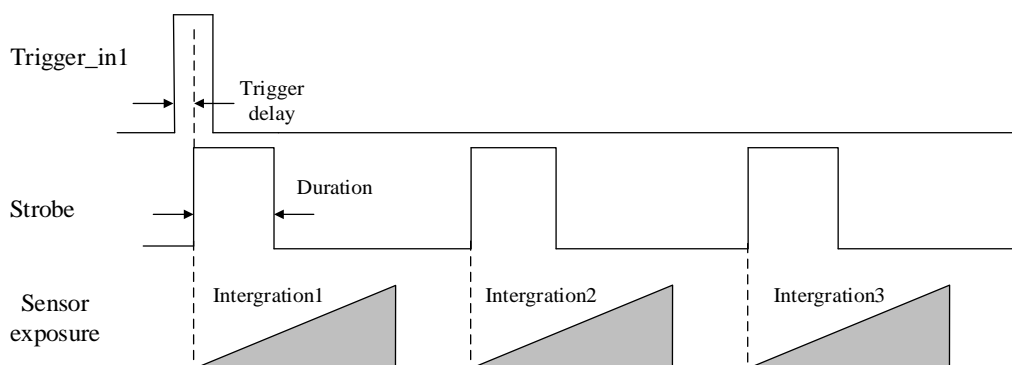 Trigger_in1
Trigger
delay
Strobe
Duration
Sensor
exposure
Intergration1
Intergration2
Intergration3